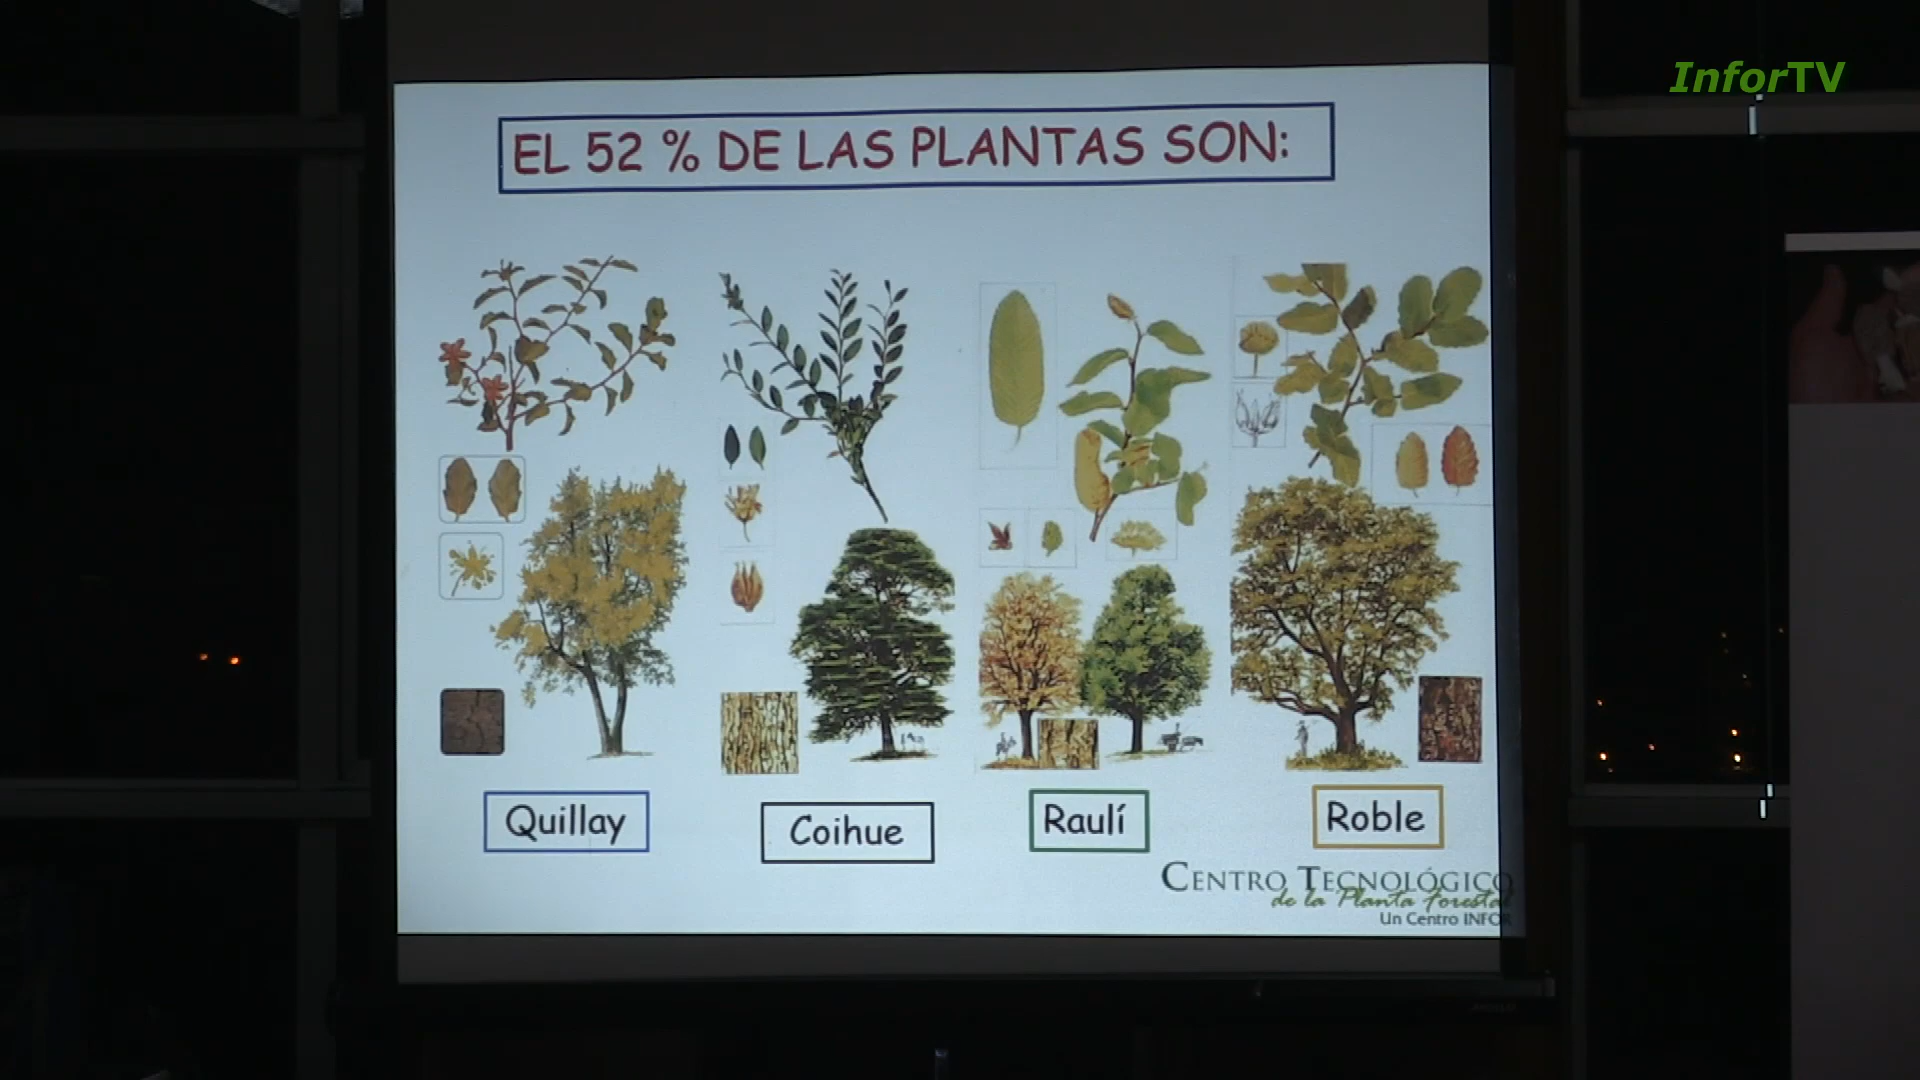 InforTV
EL 52 % DE LAS PLANTAS SON:
Quillay
Coihue
Raulí
Roble
CENTRO TECNOLÓGICO
de la Planta Forestal
Un Centro INFOR